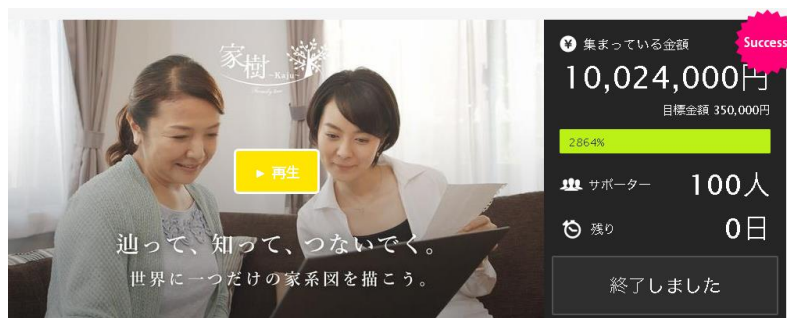 家樹
~Kaju~
Family tree
▶ 再生
辿って、知って、つないでく。
世界に一つだけの家系図を描こう。
¥ 集まっている金額
Success
10,024,000円
目標金額 350,000円
2864%
サポーター 100人
残り 0日
終了しました